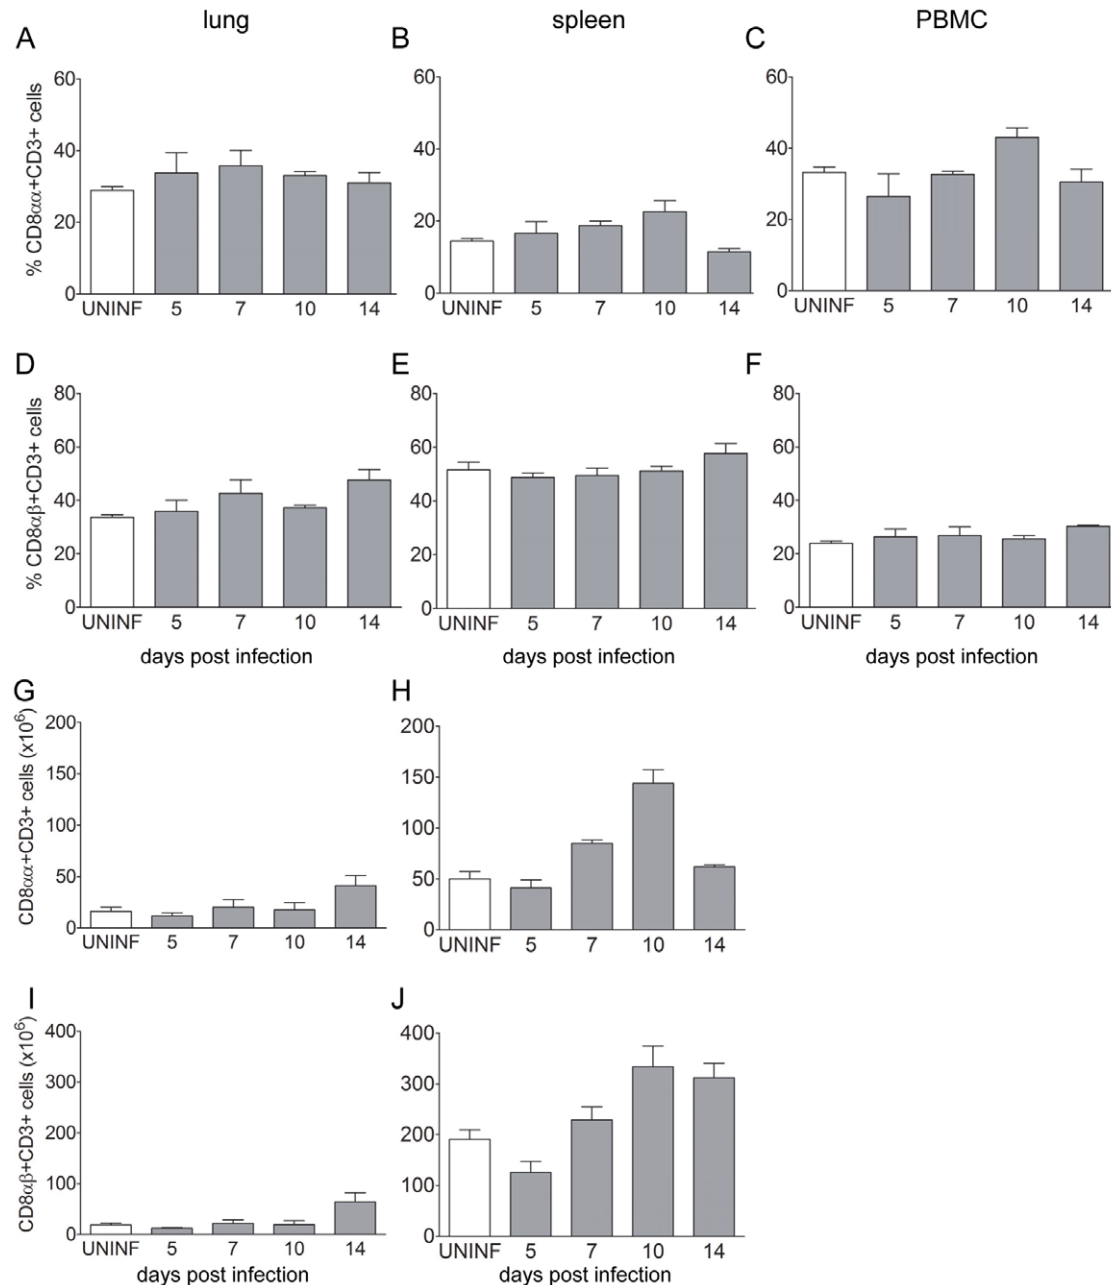 lung spleen PBMC
A B C
% CD8αα+CD3+ cells
60 40 20 0
UNINF 5 7 10 14
60 40 20 0
UNINF 5 7 10 14
60 40 20 0
UNINF 5 7 10 14
D E F
% CD8αβ+CD3+ cells
80 60 40 20 0
UNINF 5 7 10 14
days post infection
80 60 40 20 0
UNINF 5 7 10 14
days post infection
80 60 40 20 0
UNINF 5 7 10 14
days post infection
G H
CD8αα+CD3+ cells (x10⁶)
200 150 100 50 0
UNINF 5 7 10 14
200 150 100 50 0
UNINF 5 7 10 14
I J
CD8αβ+CD3+ cells (x10⁶)
400 300 200 100 0
UNINF 5 7 10 14
days post infection
400 300 200 100 0
UNINF 5 7 10 14
days post infection